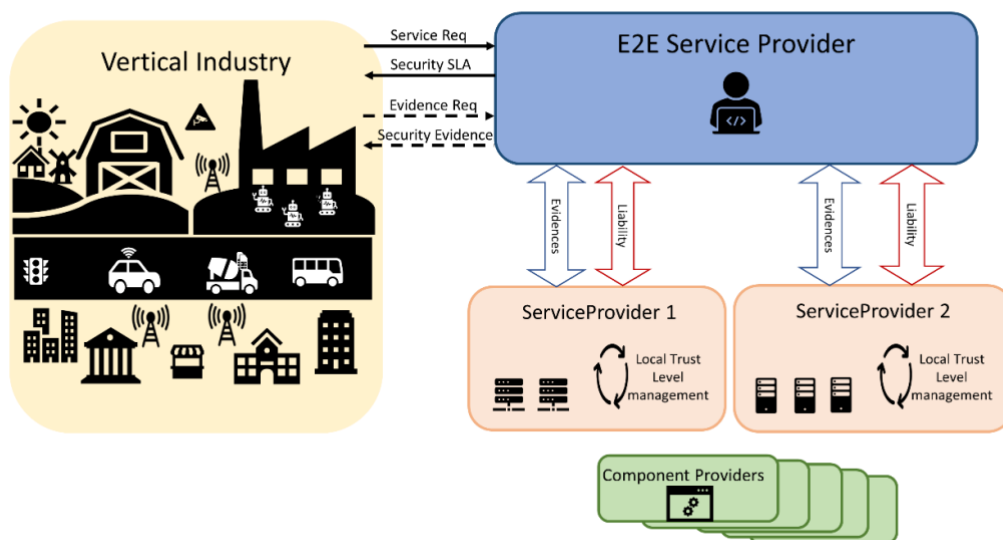 Vertical Industry
Service Req
Security SLA
Evidence Req
Security Evidence
E2E Service Provider
</>
Evidences
Liability
Evidences
Liability
ServiceProvider 1
Local Trust
Level
management
ServiceProvider 2
Local Trust
Level
management
Component Providers